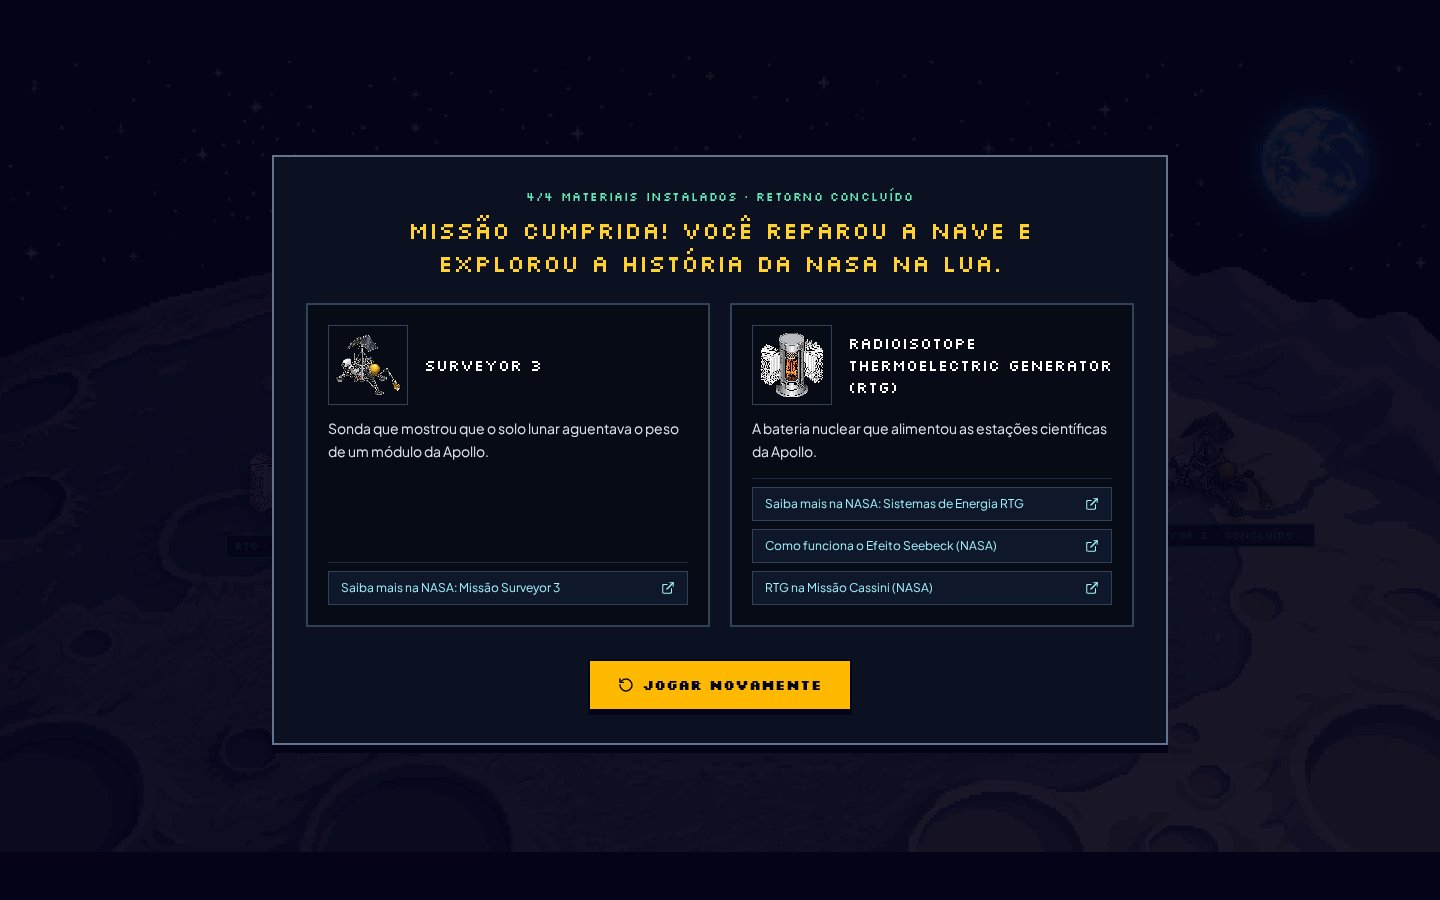 4/4 MATERIAIS INSTALADOS · RETORNO CONCLUÍDO
MISSÃO CUMPRIDA! VOCÊ REPAROU A NAVE E
EXPLOROU A HISTÓRIA DA NASA NA LUA.
SURVEYOR 3
Sonda que mostrou que o solo lunar aguentava o peso
de um módulo da Apollo.
Saiba mais na NASA: Missão Surveyor 3
RADIOISOTOPE
THERMOELECTRIC GENERATOR
(RTG)
A bateria nuclear que alimentou as estações científicas
da Apollo.
Saiba mais na NASA: Sistemas de Energia RTG
Como funciona o Efeito Seebeck (NASA)
RTG na Missão Cassini (NASA)
JOGAR NOVAMENTE
RTG
3 · CONCLUÍDO ✓